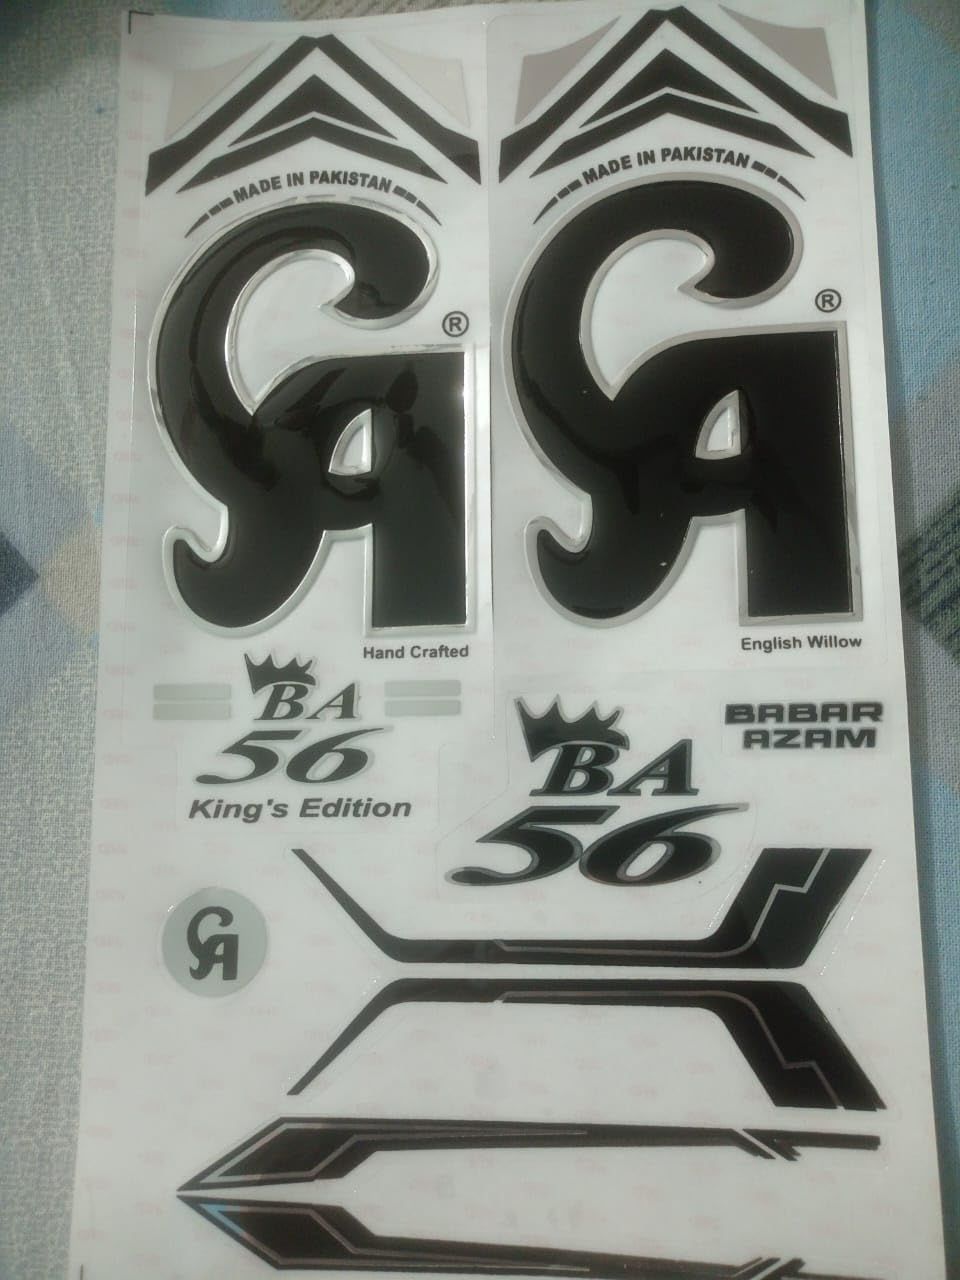 MADE IN PAKISTAN
CA ®
Hand Crafted
BA
56
King's Edition
MADE IN PAKISTAN
CA ®
English Willow
BA
56
BABAR
AZAM
CA